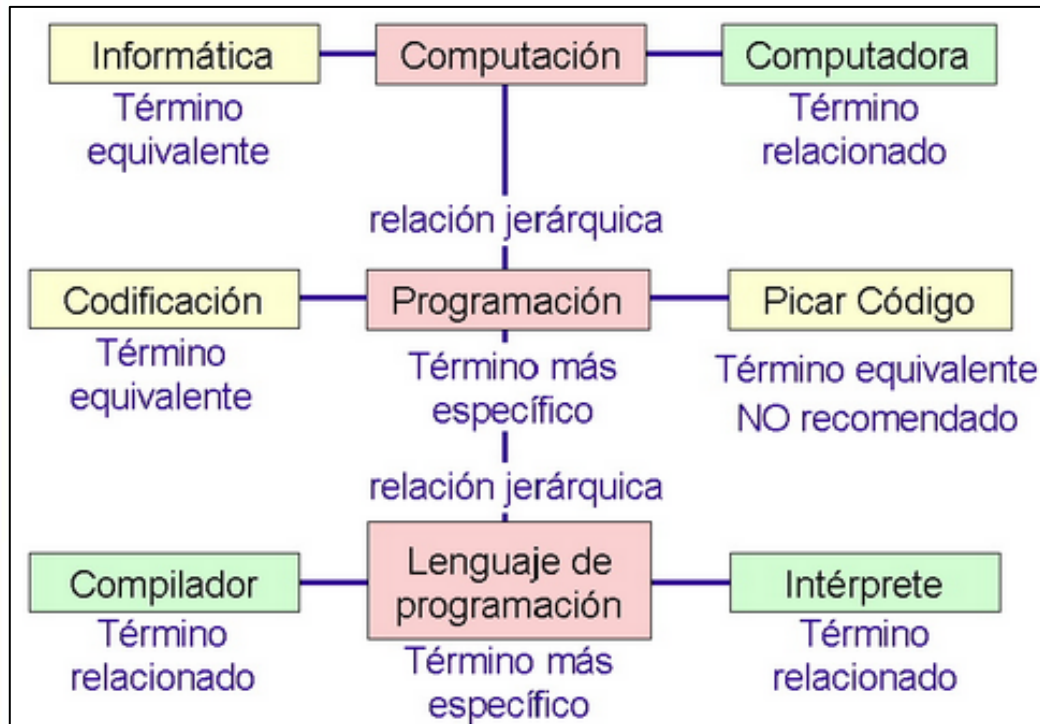 Informática
Computación
Computadora
Término
equivalente
Término
relacionado
relación jerárquica
Codificación
Programación
Picar Código
Término
equivalente
Término más
específico
Término equivalente
NO recomendado
relación jerárquica
Compilador
Lenguaje de
programación
Intérprete
Término
relacionado
Término más
específico
Término
relacionado